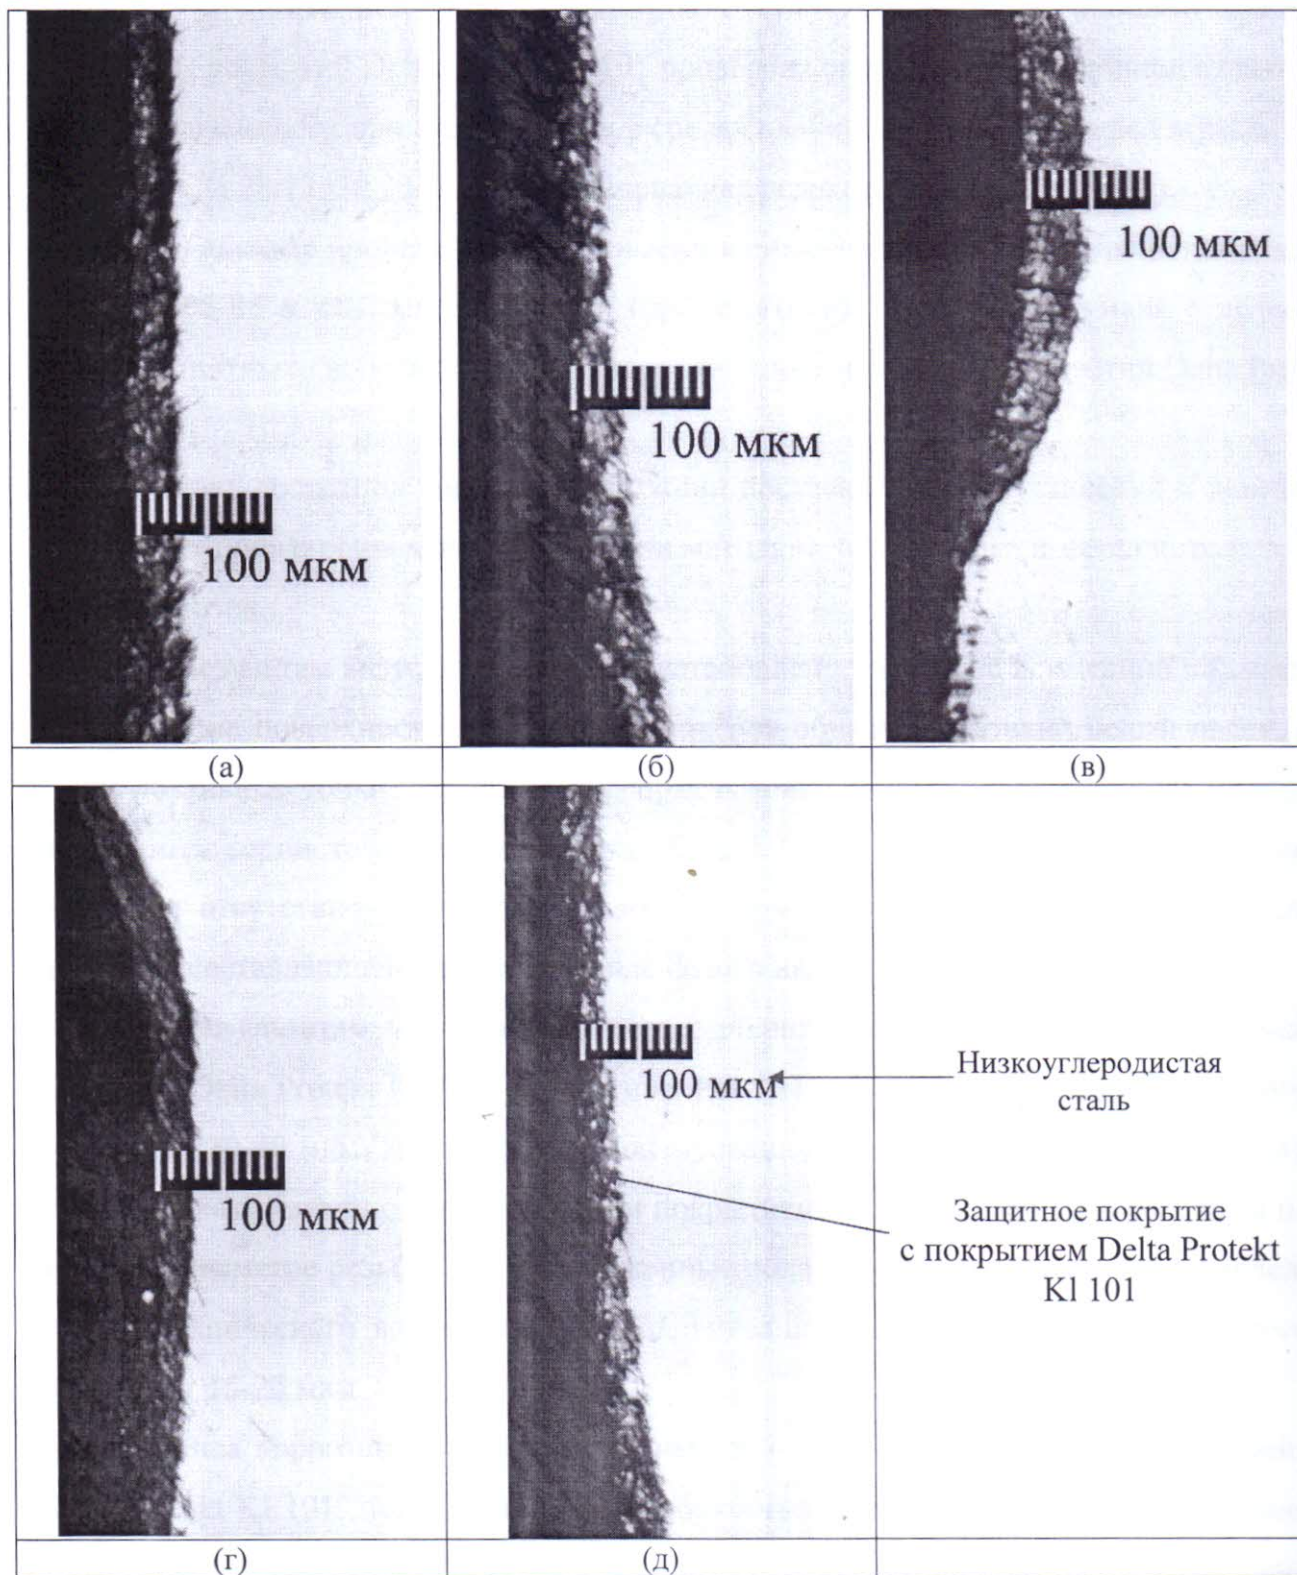 100 мкм
100 мкм
100 мкм
(а)
(б)
(в)
100 мкм
100 мкм
Низкоуглеродистая
сталь
Защитное покрытие
с покрытием Delta Protekt
Kl 101
(г)
(д)